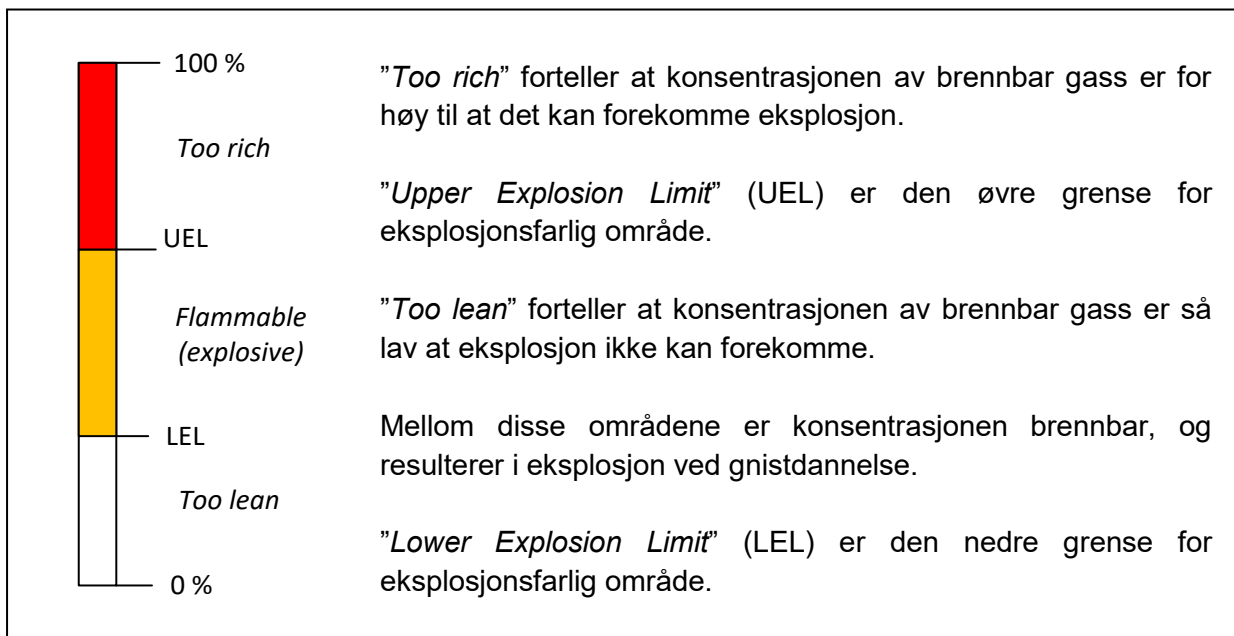 100 %
Too rich
UEL
Flammable
(explosive)
LEL
Too lean
0 %
”Too rich” forteller at konsentrasjonen av brennbar gass er for
høy til at det kan forekomme eksplosjon.
”Upper Explosion Limit” (UEL) er den øvre grense for
eksplosjonsfarlig område.
”Too lean” forteller at konsentrasjonen av brennbar gass er så
lav at eksplosjon ikke kan forekomme.
Mellom disse områdene er konsentrasjonen brennbar, og
resulterer i eksplosjon ved gnistdannelse.
”Lower Explosion Limit” (LEL) er den nedre grense for
eksplosjonsfarlig område.